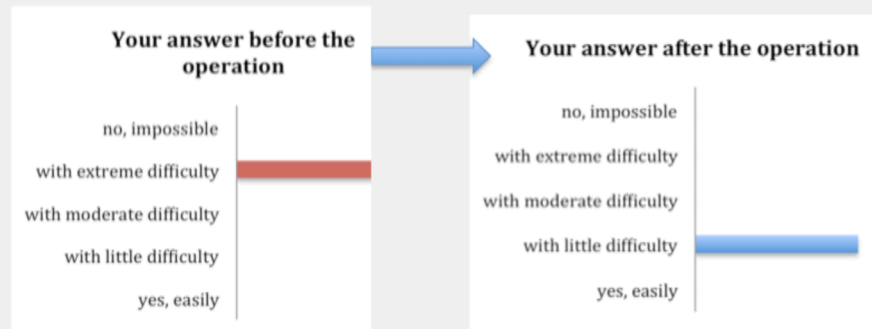 Your answer before the
operation
no, impossible
with extreme difficulty
with moderate difficulty
with little difficulty
yes, easily
Your answer after the operation
no, impossible
with extreme difficulty
with moderate difficulty
with little difficulty
yes, easily